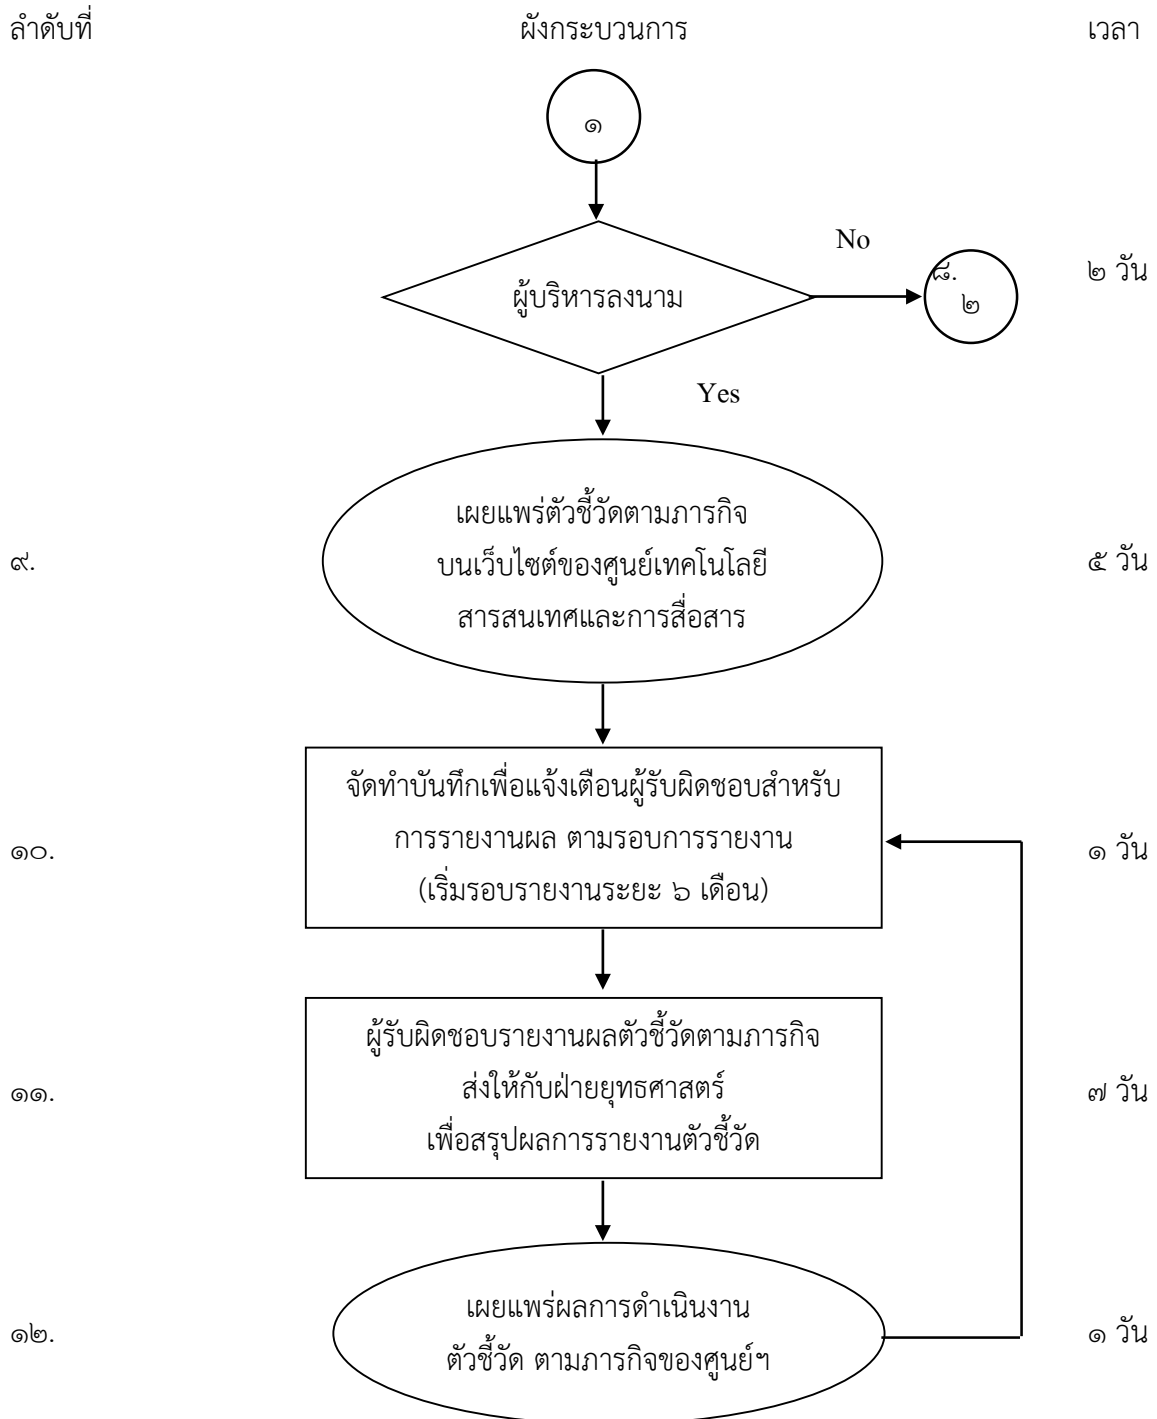 ลำดับที่ ผังกระบวนการ เวลา
๑
No
๘.
ผู้บริหารลงนาม ๒ ๒ วัน
Yes
เผยแพร่ตัวชี้วัดตามภารกิจ
๙. บนเว็บไซต์ของศูนย์เทคโนโลยี ๕ วัน
สารสนเทศและการสื่อสาร
จัดทำบันทึกเพื่อแจ้งเตือนผู้รับผิดชอบสำหรับ
๑๐. การรายงานผล ตามรอบการรายงาน ๑ วัน
(เริ่มรอบรายงานระยะ ๖ เดือน)
ผู้รับผิดชอบรายงานผลตัวชี้วัดตามภารกิจ
๑๑. ส่งให้กับฝ่ายยุทธศาสตร์ ๗ วัน
เพื่อสรุปผลการรายงานตัวชี้วัด
เผยแพร่ผลการดำเนินงาน
๑๒. ตัวชี้วัด ตามภารกิจของศูนย์ฯ ๑ วัน